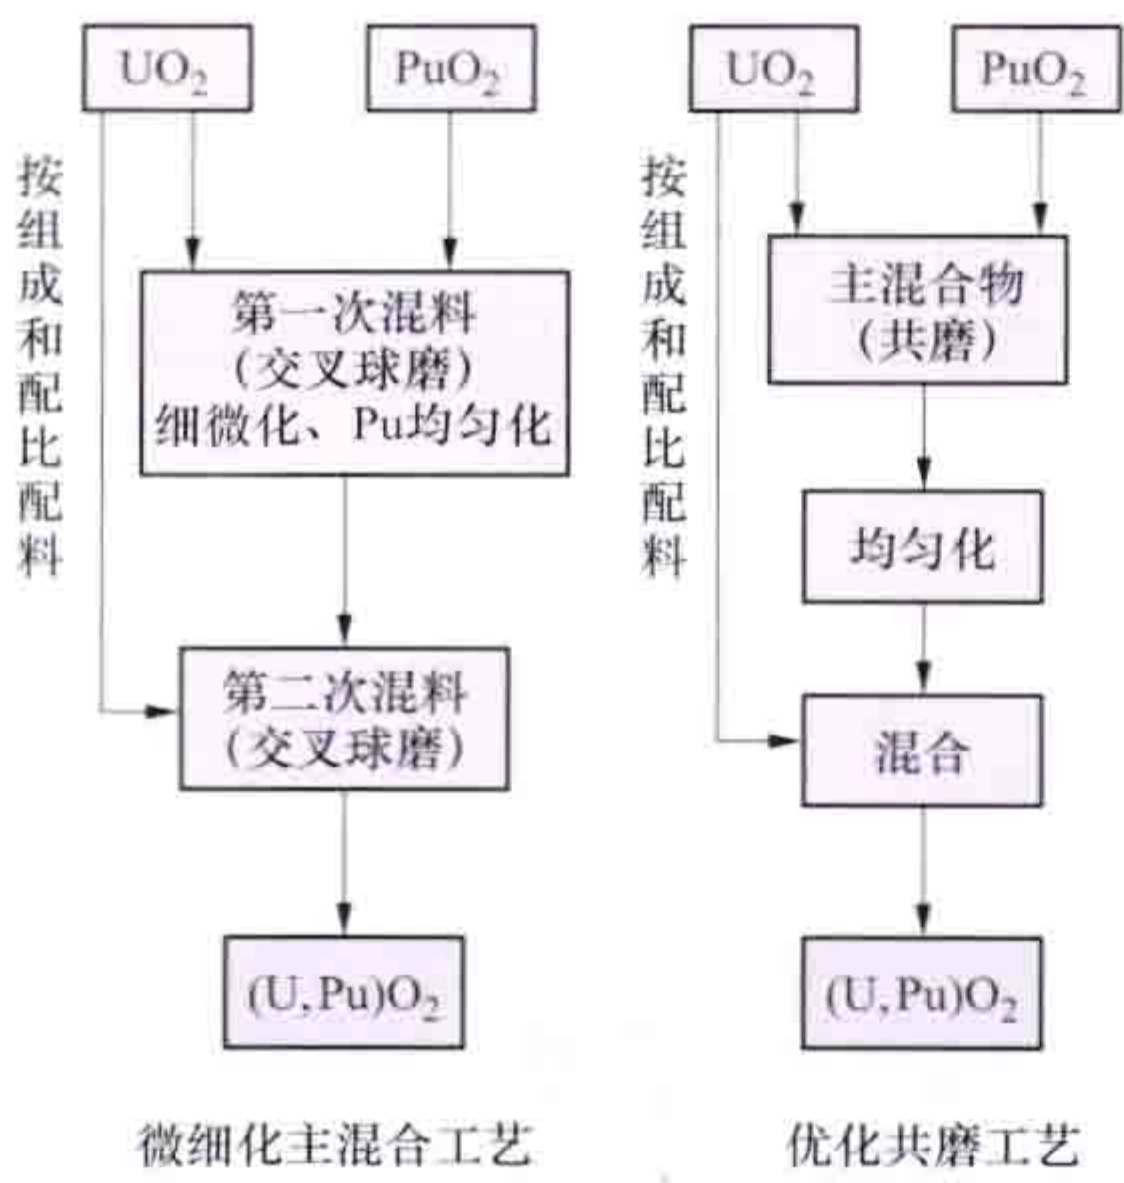 UO₂
PuO₂
按组成和配比配料
第一次混料
(交叉球磨)
细微化、Pu均匀化
第二次混料
(交叉球磨)
(U,Pu)O₂
微细化主混合工艺
UO₂
PuO₂
按组成和配比配料
主混合物
(共磨)
均匀化
混合
(U,Pu)O₂
优化共磨工艺